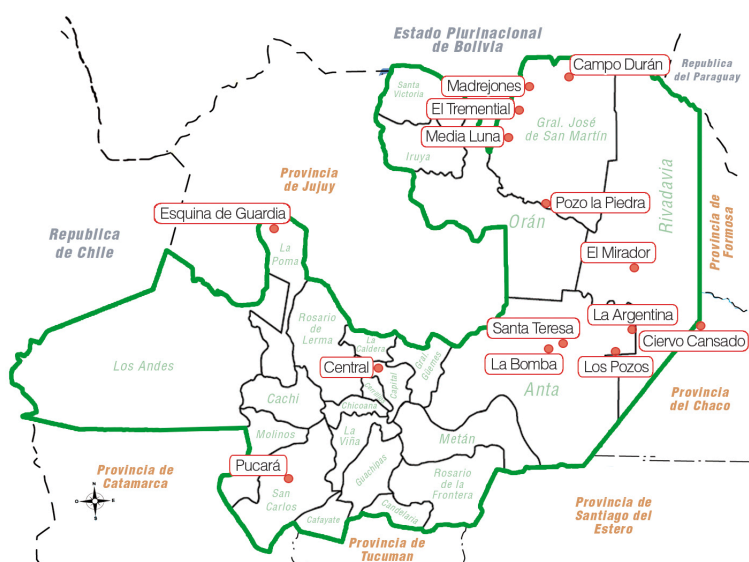 Estado Plurinacional
de Bolivia
Campo Durán
Republica
del Paraguay
Santa
Victoria
Madrejones
El Tremential
Gral. José
de San Martín
Media Luna
Iruya
Provincia
de Jujuy
Rivadavia
Pozo la Piedra
Esquina de Guardia
Orán
Provincia de
Formosa
Republica
de Chile
La
Poma
El Mirador
Rosario
de
Lerma
La Argentina
Santa Teresa
Ciervo Cansado
La
Caldera
Gral.
Güemes
Los Andes
Central
La Bomba
Los Pozos
Capital
Cerrillos
Anta
Provincia
del Chaco
Cachi
Chicoana
Molinos
La
Viña
Metán
Pucará
Guachipas
Provincia de
Catamarca
Rosario
de la
Frontera
San
Carlos
N
O
E
S
Candelaria
Cafayate
Provincia de
Santiago del
Estero
Provincia de
Tucuman